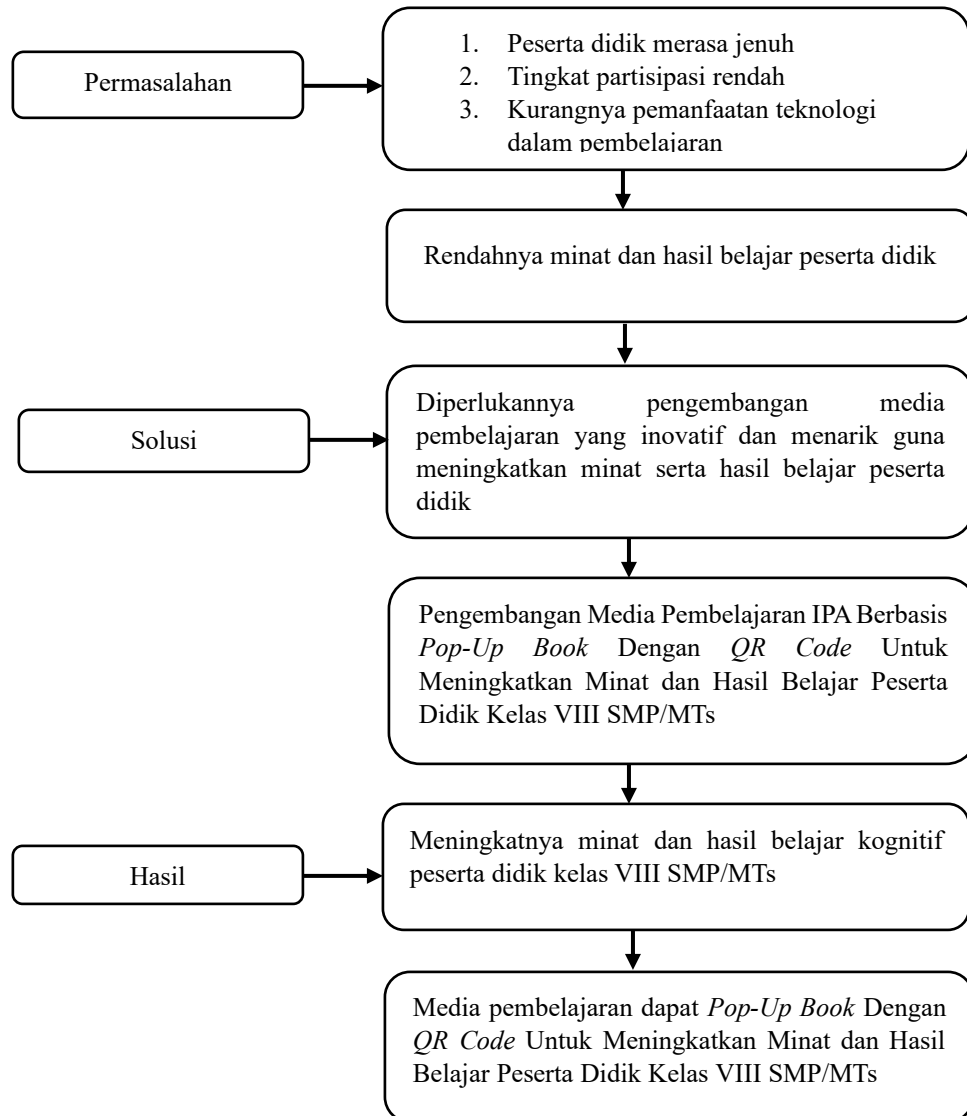 1. Peserta didik merasa jenuh
2. Tingkat partisipasi rendah
3. Kurangnya pemanfaatan teknologi
dalam pembelajaran
Permasalahan
Rendahnya minat dan hasil belajar peserta didik
Diperlukannya pengembangan media
pembelajaran yang inovatif dan menarik guna
meningkatkan minat serta hasil belajar peserta
didik
Solusi
Pengembangan Media Pembelajaran IPA Berbasis
Pop-Up Book Dengan QR Code Untuk
Meningkatkan Minat dan Hasil Belajar Peserta
Didik Kelas VIII SMP/MTs
Meningkatnya minat dan hasil belajar kognitif
peserta didik kelas VIII SMP/MTs
Hasil
Media pembelajaran dapat Pop-Up Book Dengan
QR Code Untuk Meningkatkan Minat dan Hasil
Belajar Peserta Didik Kelas VIII SMP/MTs